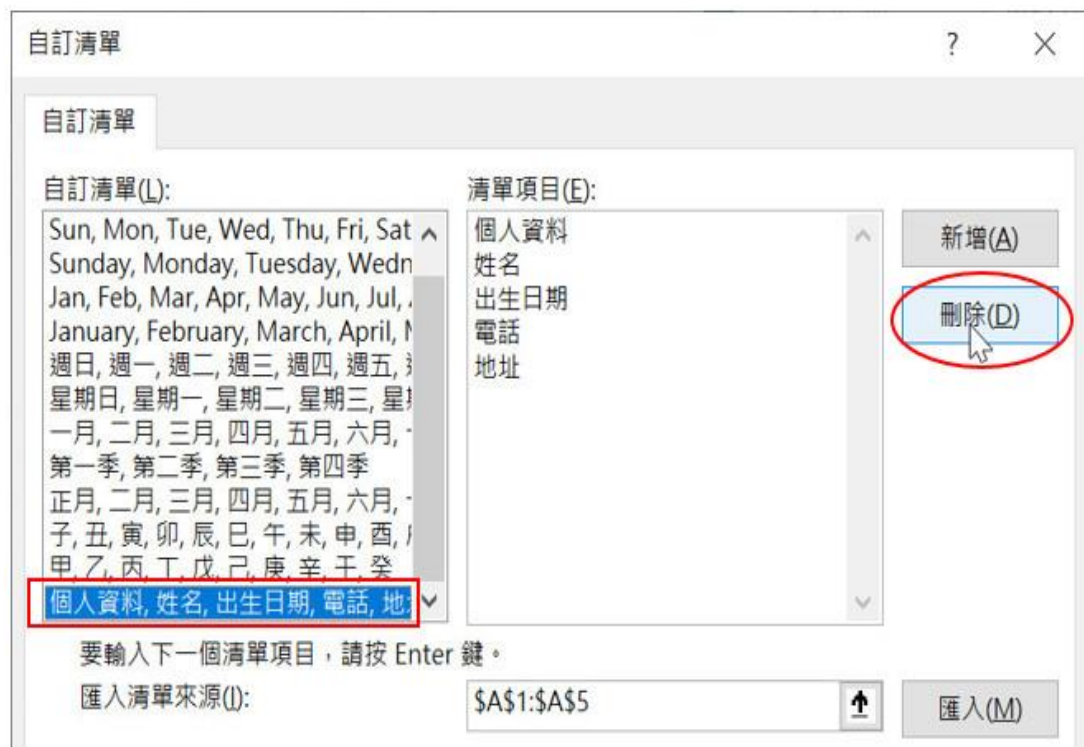 自訂清單 ?
自訂清單
自訂清單(L):
Sun, Mon, Tue, Wed, Thu, Fri, Sat
Sunday, Monday, Tuesday, Wedn
Jan, Feb, Mar, Apr, May, Jun, Jul,
January, February, March, April,
週日, 週一, 週二, 週三, 週四, 週五,
星期日, 星期一, 星期二, 星期三,
一月, 二月, 三月, 四月, 五月, 六月,
第一季, 第二季, 第三季, 第四季
正月, 二月, 三月, 四月, 五月, 六月,
子, 丑, 寅, 卯, 辰, 巳, 午, 未, 申, 酉,
甲, 乙, 丙, 丁, 戊, 己, 庚, 辛, 壬, 癸
個人資料, 姓名, 出生日期, 電話,
清單項目(E):
個人資料
姓名
出生日期
電話
地址
新增(A)
刪除(D)
要輸入下一個清單項目，請按 Enter 鍵。
匯入清單來源(I):
$A$1:$A$5
匯入(M)